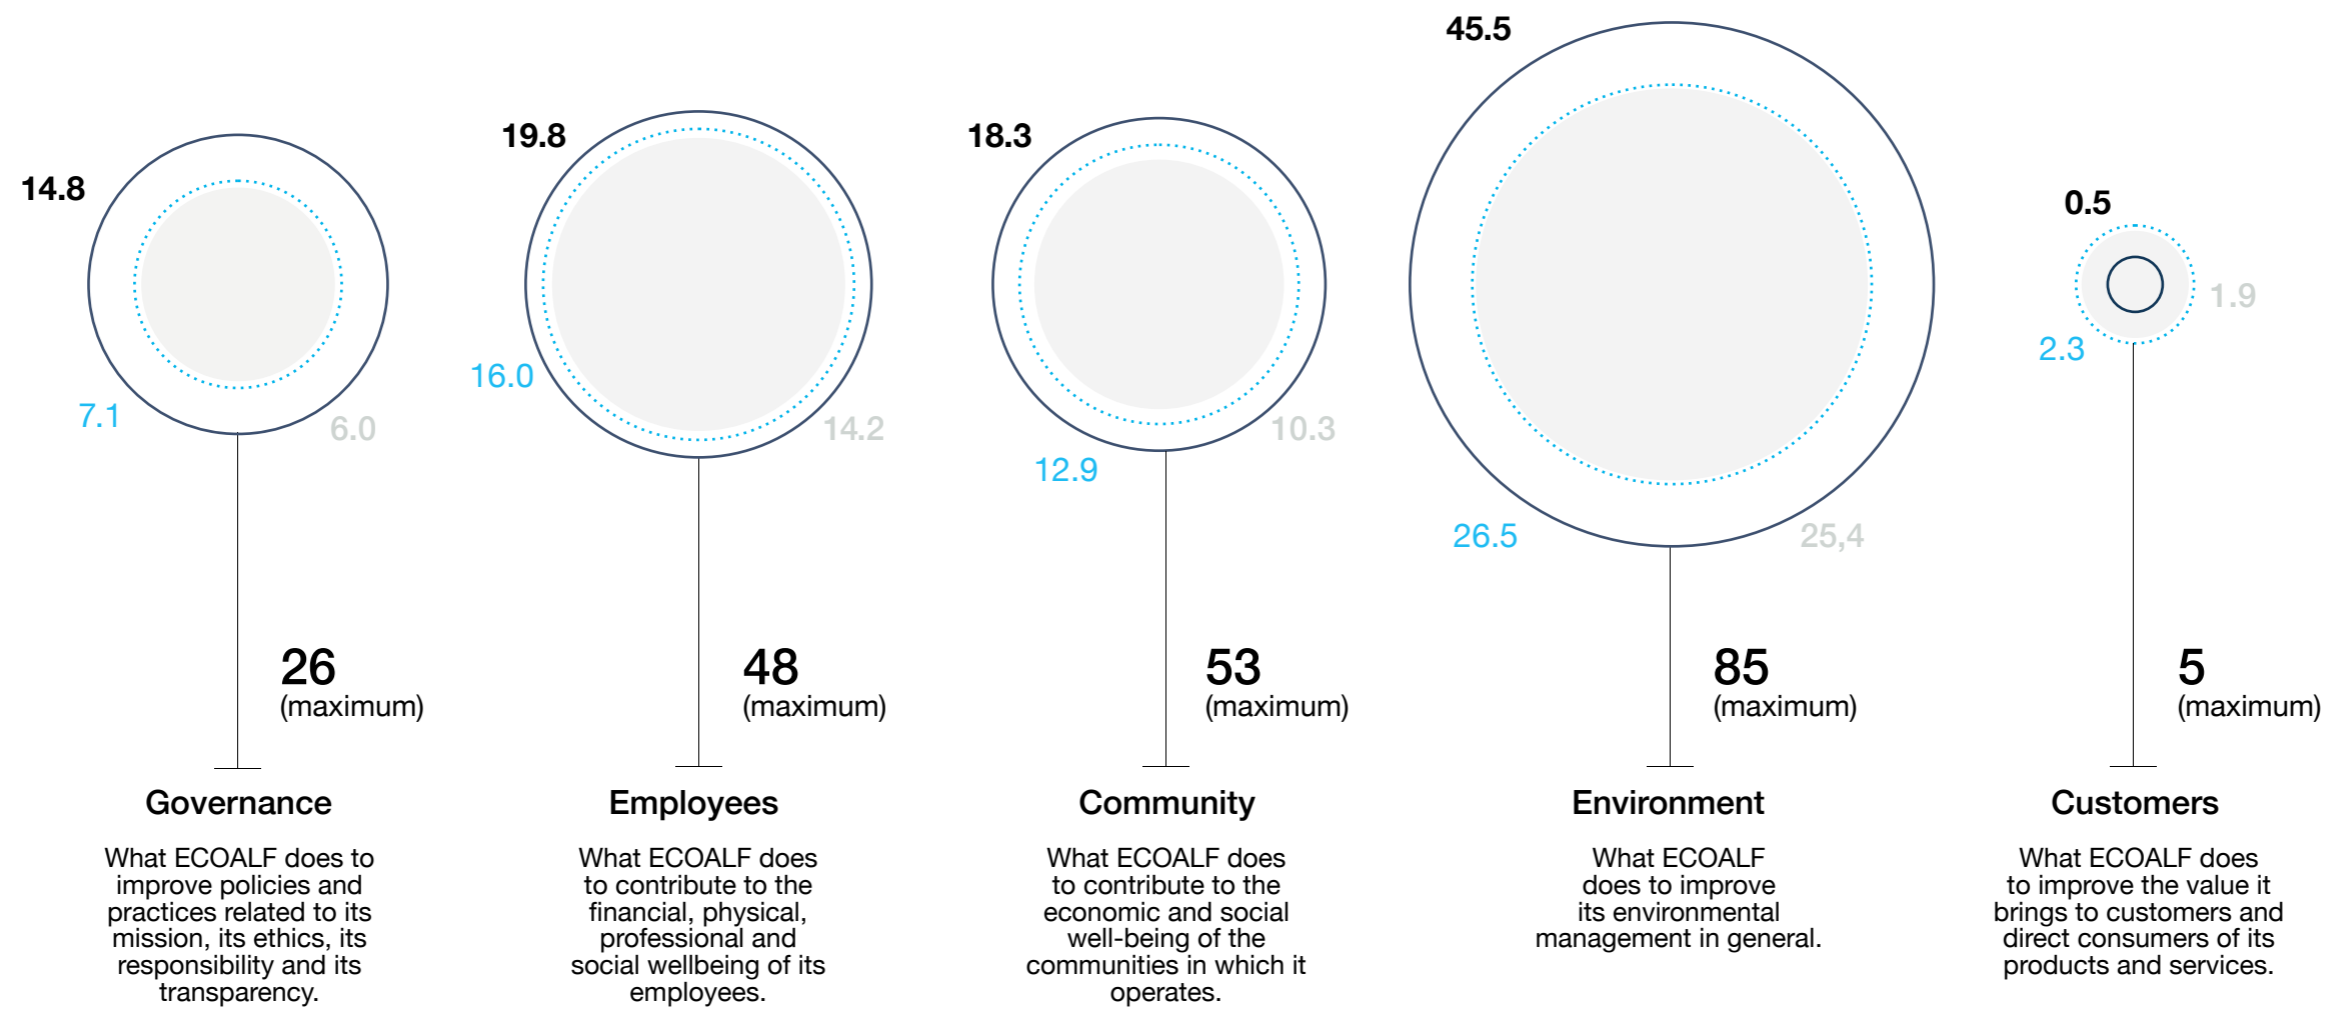 14.8
7.1
6.0
26
(maximum)
Governance
What ECOALF does to
improve policies and
practices related to its
mission, its ethics, its
responsibility and its
transparency.
19.8
16.0
14.2
48
(maximum)
Employees
What ECOALF does
to contribute to the
financial, physical,
professional and
social wellbeing of its
employees.
18.3
12.9
10.3
53
(maximum)
Community
What ECOALF does
to contribute to the
economic and social
well-being of the
communities in which it
operates.
45.5
26.5
25,4
85
(maximum)
Environment
What ECOALF
does to improve
its environmental
management in general.
0.5
1.9
2.3
5
(maximum)
Customers
What ECOALF does
to improve the value it
brings to customers and
direct consumers of its
products and services.